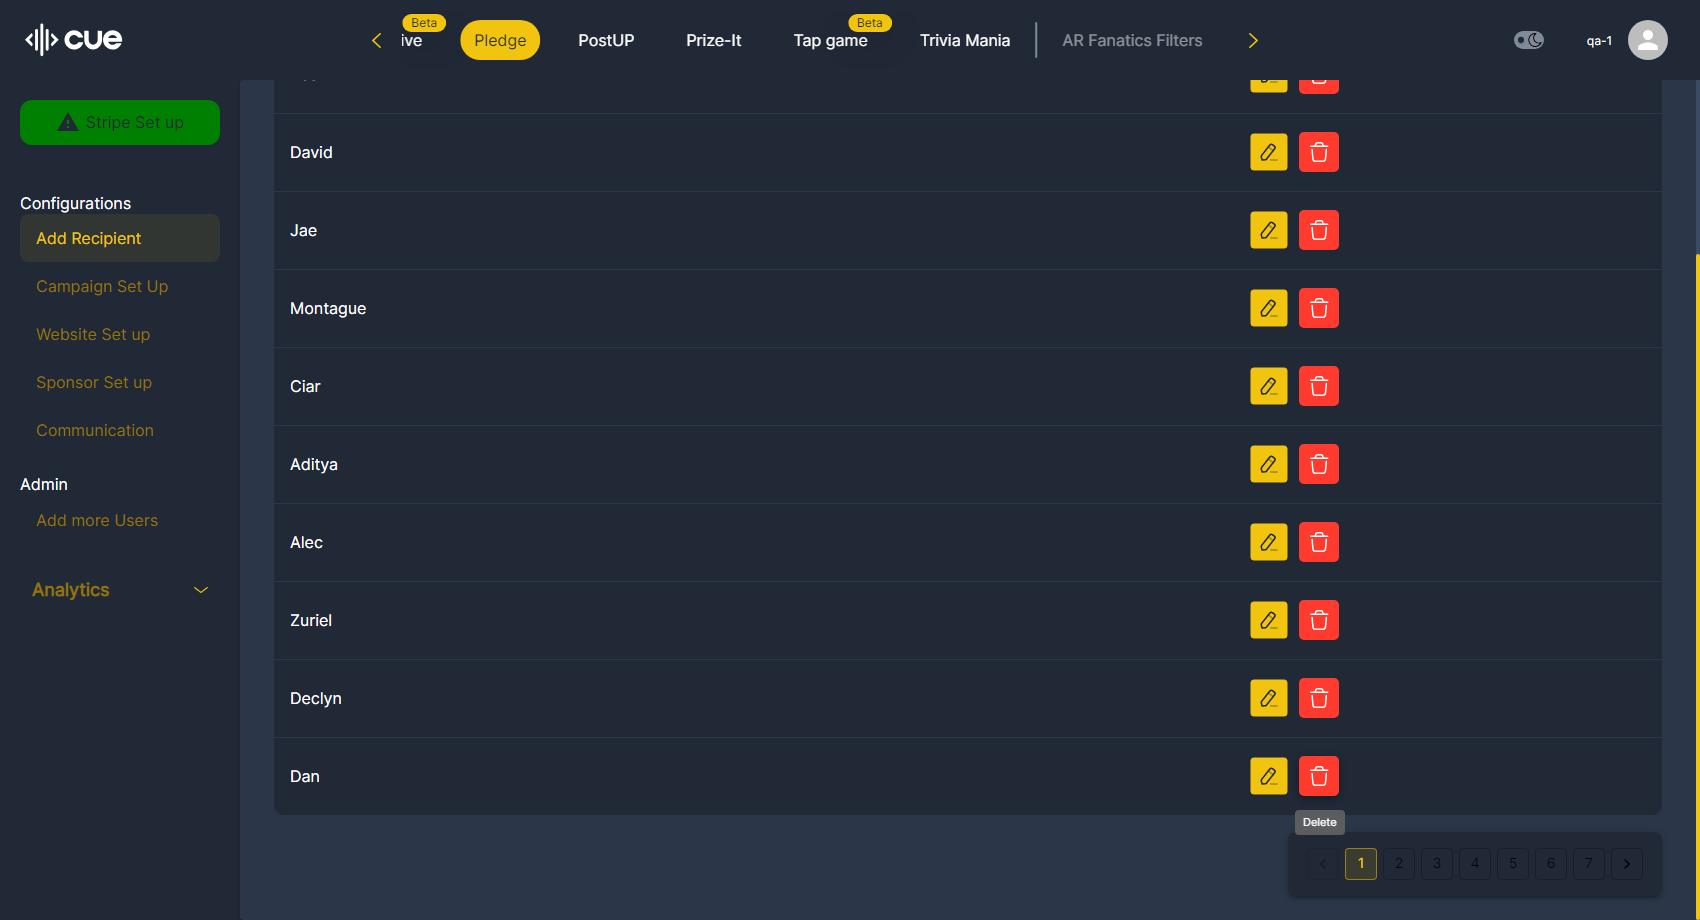 cue
Beta
ive
Pledge
PostUP
Prize-It
Beta
Tap game
Trivia Mania
AR Fanatics Filters
qa-1
Stripe Set up
Configurations
Add Recipient
Campaign Set Up
Website Set up
Sponsor Set up
Communication
Admin
Add more Users
Analytics
David
Jae
Montague
Ciar
Aditya
Alec
Zuriel
Declyn
Dan
Delete
1 2 3 4 5 6 7